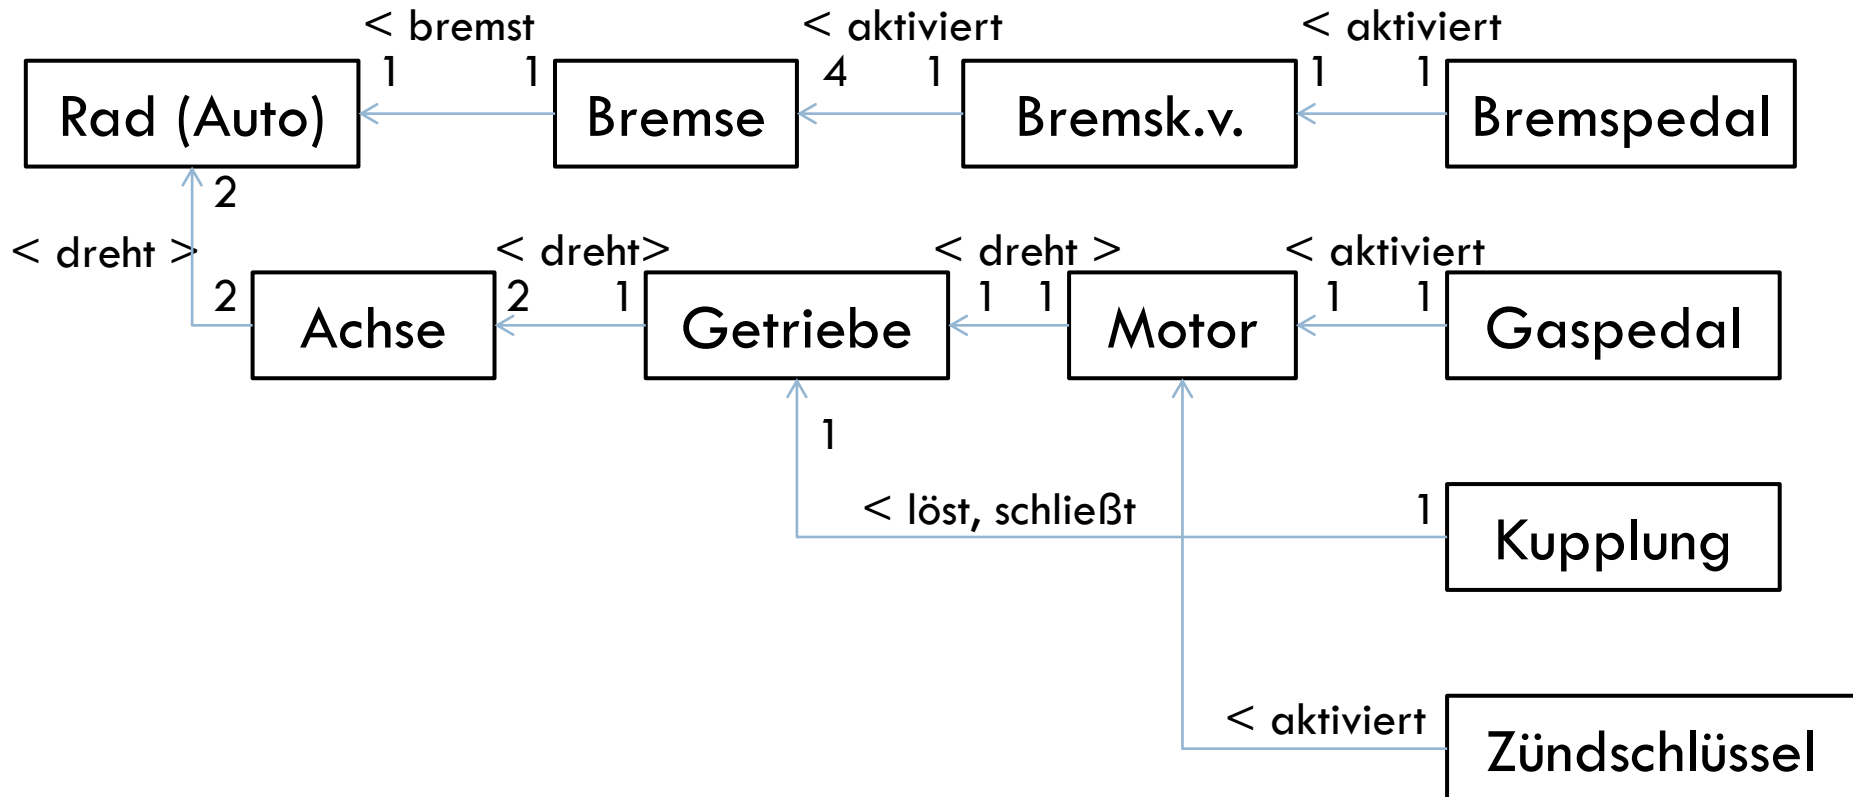 < bremst < aktiviert < aktiviert
1 1 4 1 1 1
Rad (Auto) Bremse Bremsk.v. Bremspedal
2
< dreht > < dreht> < dreht > < aktiviert
2 2 1 1 1 1 1
Achse Getriebe Motor Gaspedal
1
< löst, schließt 1
Kupplung
< aktiviert
Zündschlüssel